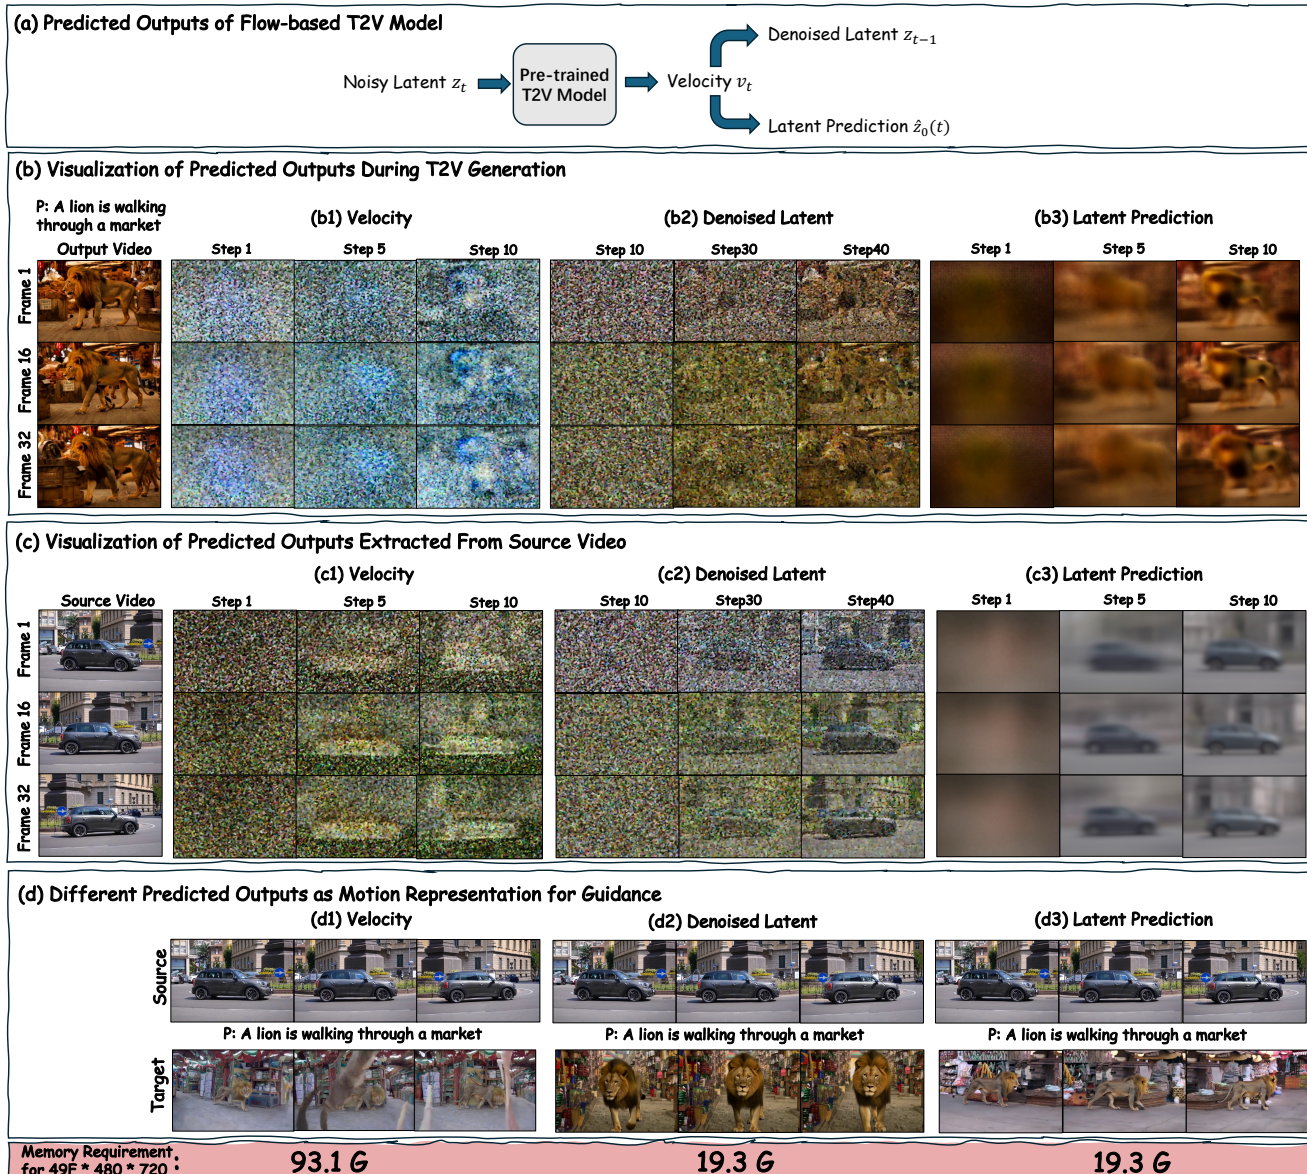 (a) Predicted Outputs of Flow-based T2V Model
Noisy Latent z_t
Pre-trained
T2V Model
Velocity v_t
Denoised Latent z_{t−1}
Latent Prediction ẑ_0(t)
(b) Visualization of Predicted Outputs During T2V Generation
P: A lion is walking
through a market
(b1) Velocity
(b2) Denoised Latent
(b3) Latent Prediction
Output Video
Step 1
Step 5
Step 10
Step 10
Step30
Step40
Step 1
Step 5
Step 10
Frame 1
Frame 16
Frame 32
(c) Visualization of Predicted Outputs Extracted From Source Video
(c1) Velocity
(c2) Denoised Latent
(c3) Latent Prediction
Source Video
Step 1
Step 5
Step 10
Step 10
Step30
Step40
Step 1
Step 5
Step 10
Frame 1
Frame 16
Frame 32
(d) Different Predicted Outputs as Motion Representation for Guidance
(d1) Velocity
(d2) Denoised Latent
(d3) Latent Prediction
Source
P: A lion is walking through a market
P: A lion is walking through a market
P: A lion is walking through a market
Target
Memory Requirement
for 49F * 480 * 720 :
93.1 G
19.3 G
19.3 G